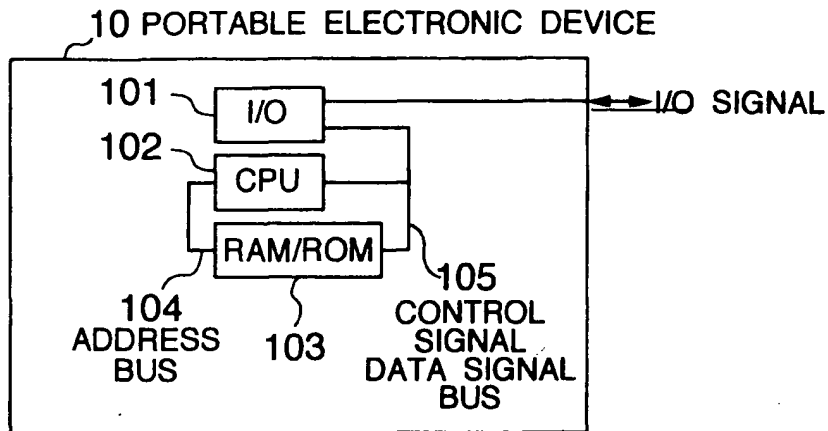 10 PORTABLE ELECTRONIC DEVICE
101
I/O
I/O SIGNAL
102
CPU
RAM/ROM
104
ADDRESS
BUS
103
105
CONTROL
SIGNAL
DATA SIGNAL
BUS